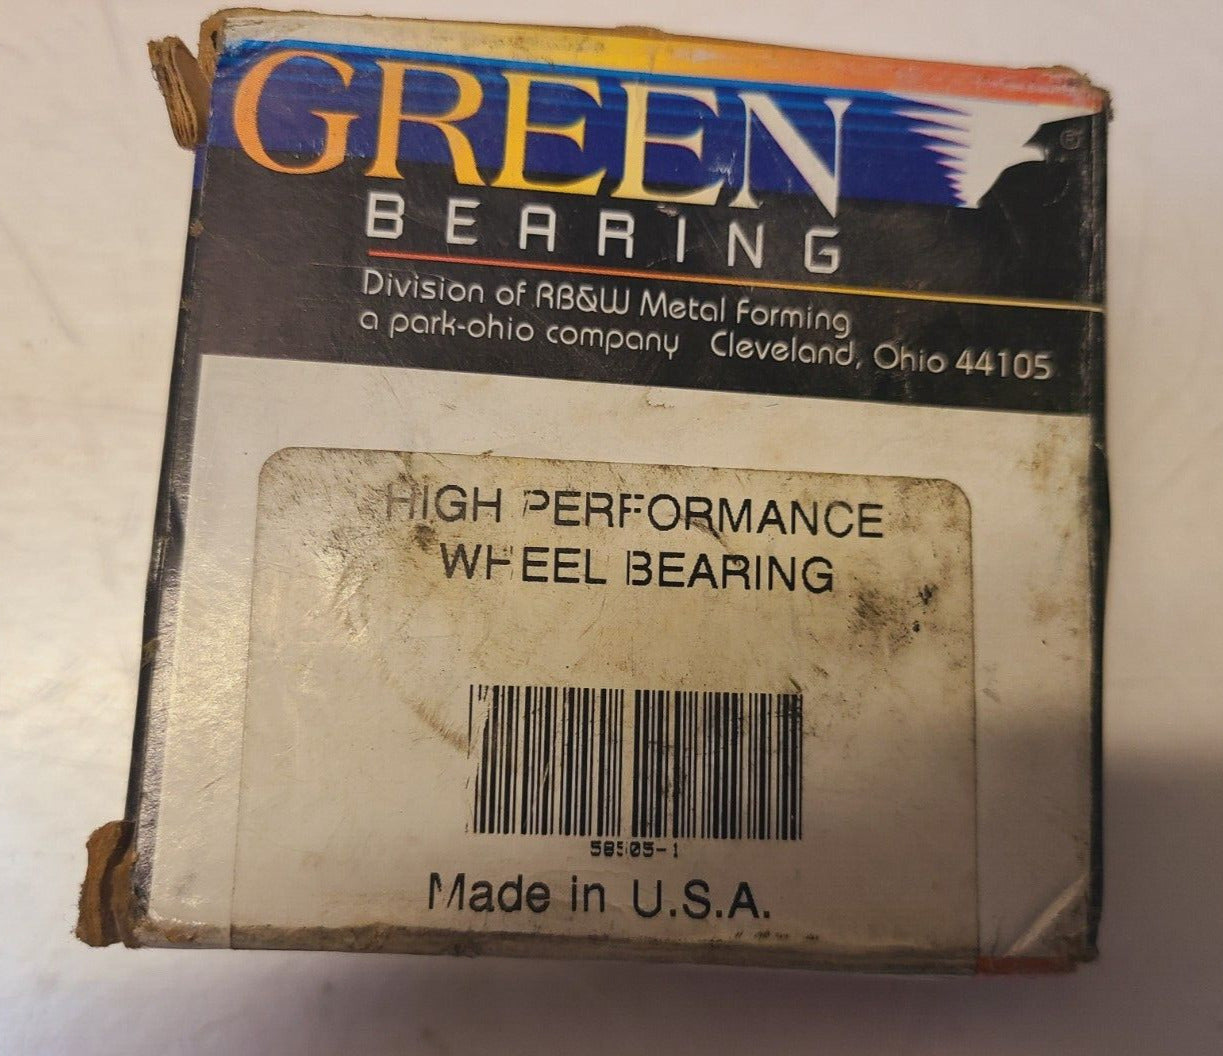 GREEN
BEARING
Division of RB&W Metal Forming
a park-ohio company Cleveland, Ohio 44105
HIGH PERFORMANCE
WHEEL BEARING
58505-1
Made in U.S.A.